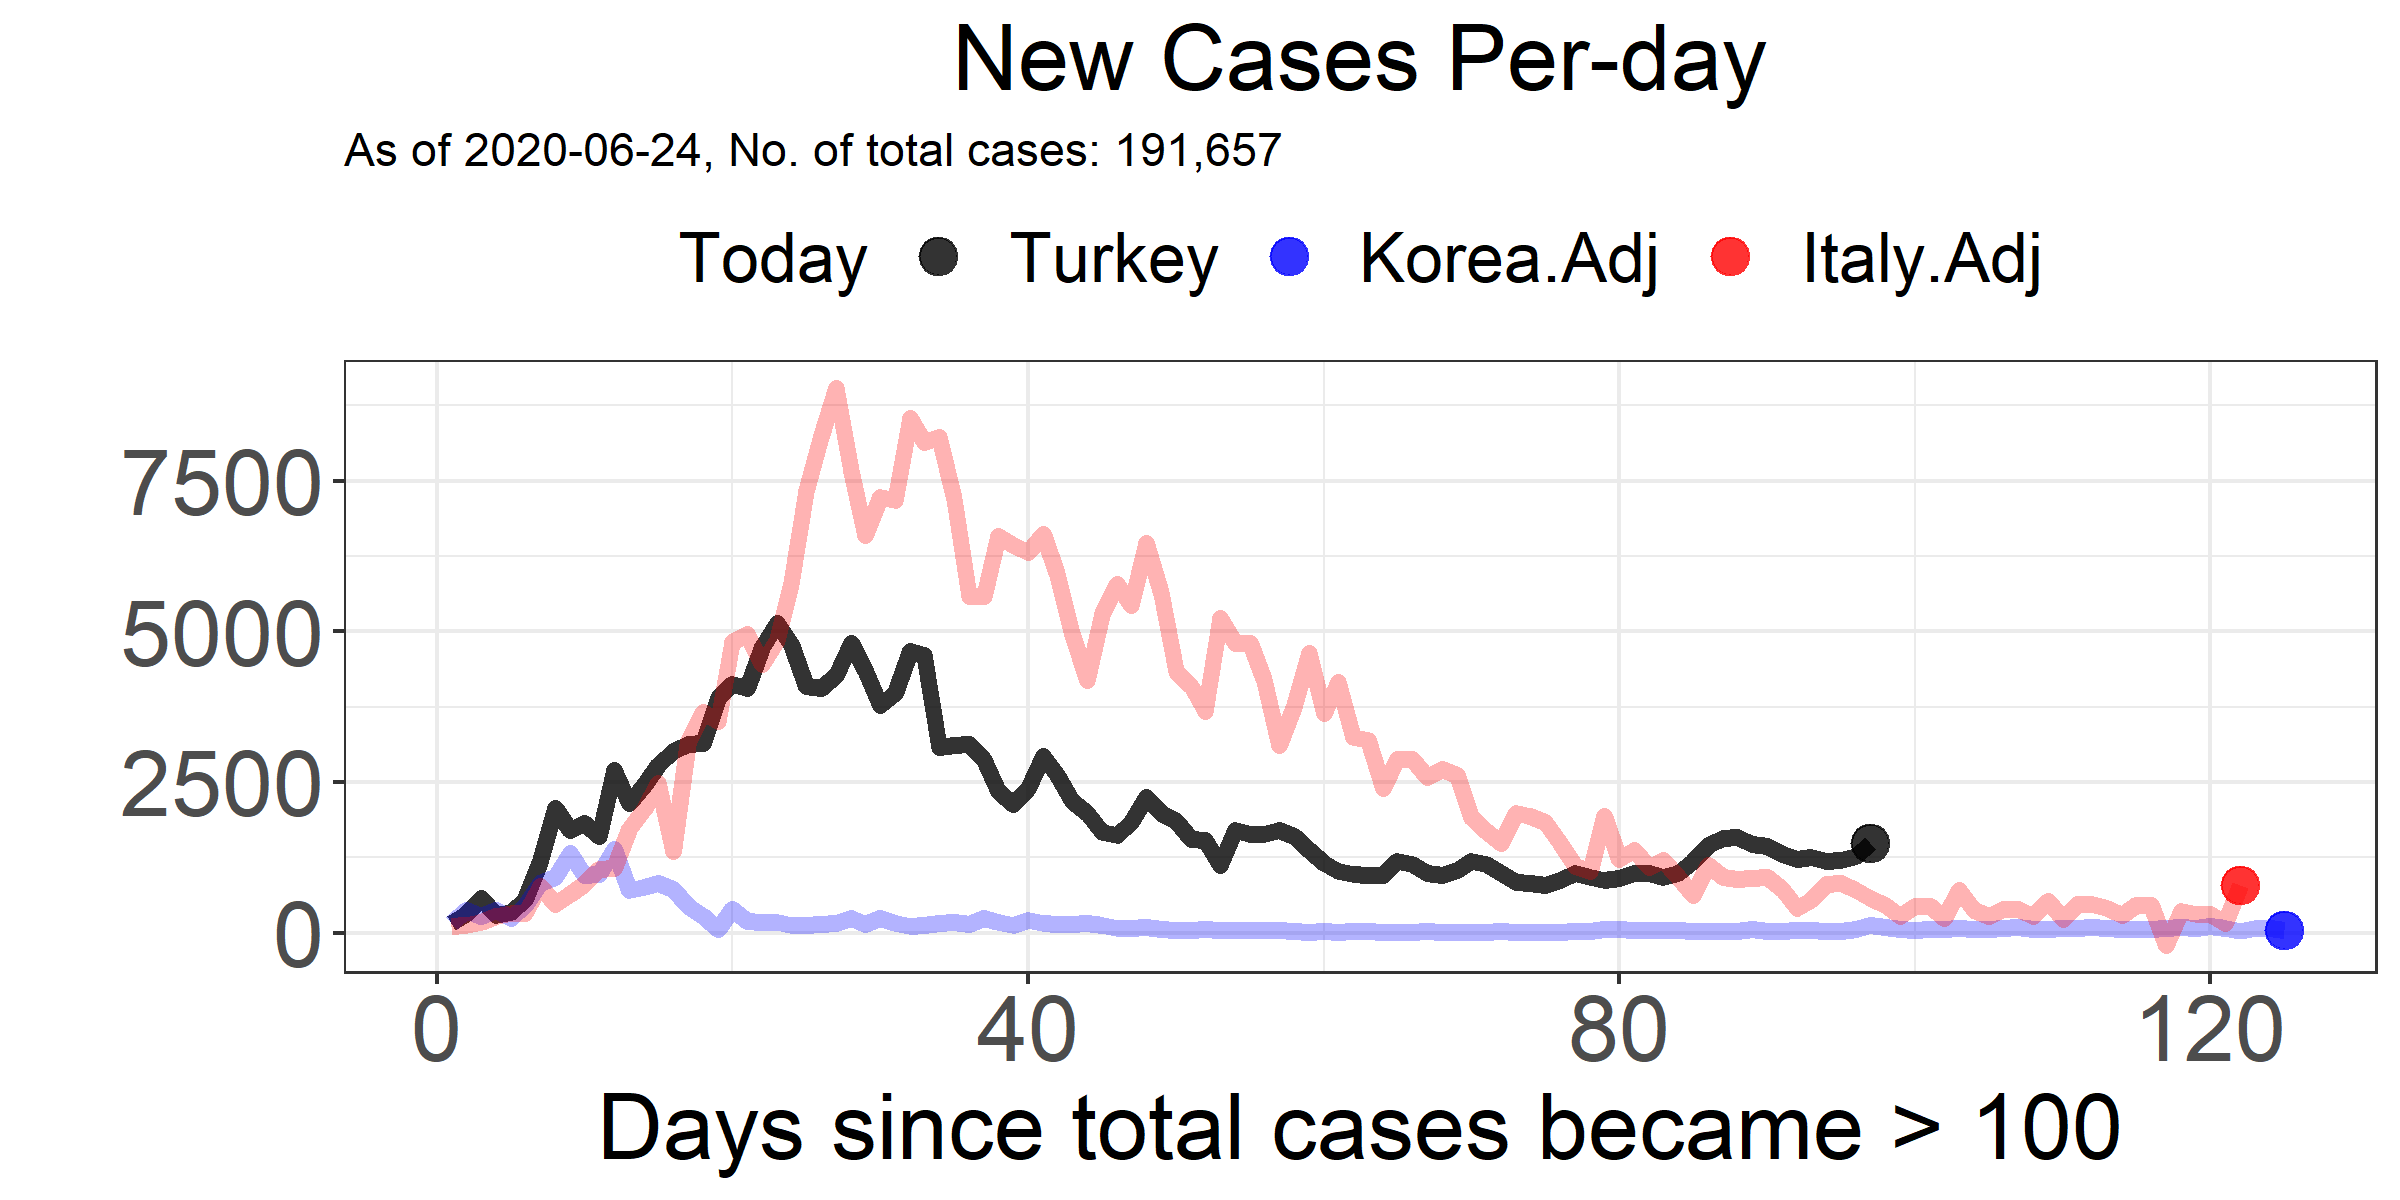 New Cases Per-day
As of 2020-06-24, No. of total cases: 191,657
Today Turkey Korea.Adj Italy.Adj
7500
5000
2500
0
0 40 80 120
Days since total cases became > 100